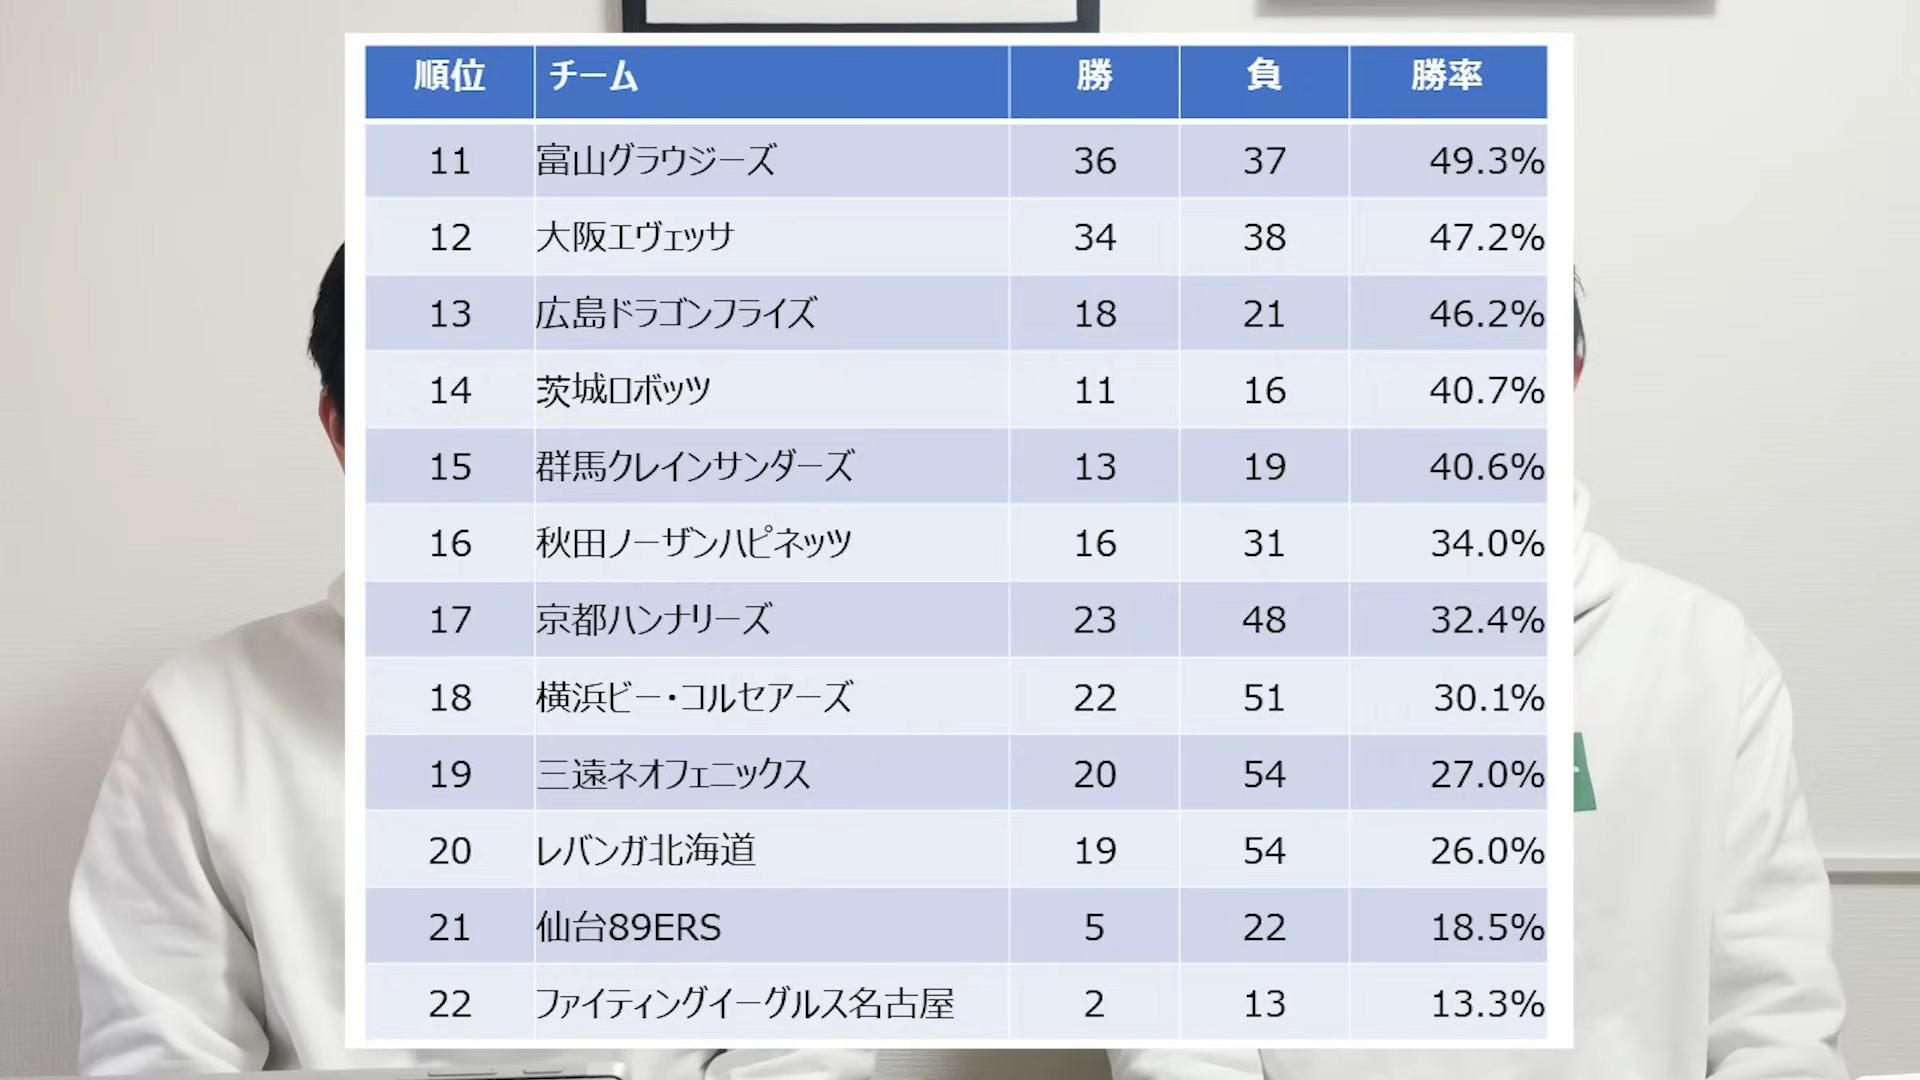 順位 チーム 勝 負 勝率
11 富山グラウジーズ 36 37 49.3%
12 大阪エヴェッサ 34 38 47.2%
13 広島ドラゴンフライズ 18 21 46.2%
14 茨城ロボッツ 11 16 40.7%
15 群馬クレインサンダーズ 13 19 40.6%
16 秋田ノーザンハピネッツ 16 31 34.0%
17 京都ハンナリーズ 23 48 32.4%
18 横浜ビー・コルセアーズ 22 51 30.1%
19 三遠ネオフェニックス 20 54 27.0%
20 レバンガ北海道 19 54 26.0%
21 仙台89ERS 5 22 18.5%
22 ファイティングイーグルス名古屋 2 13 13.3%